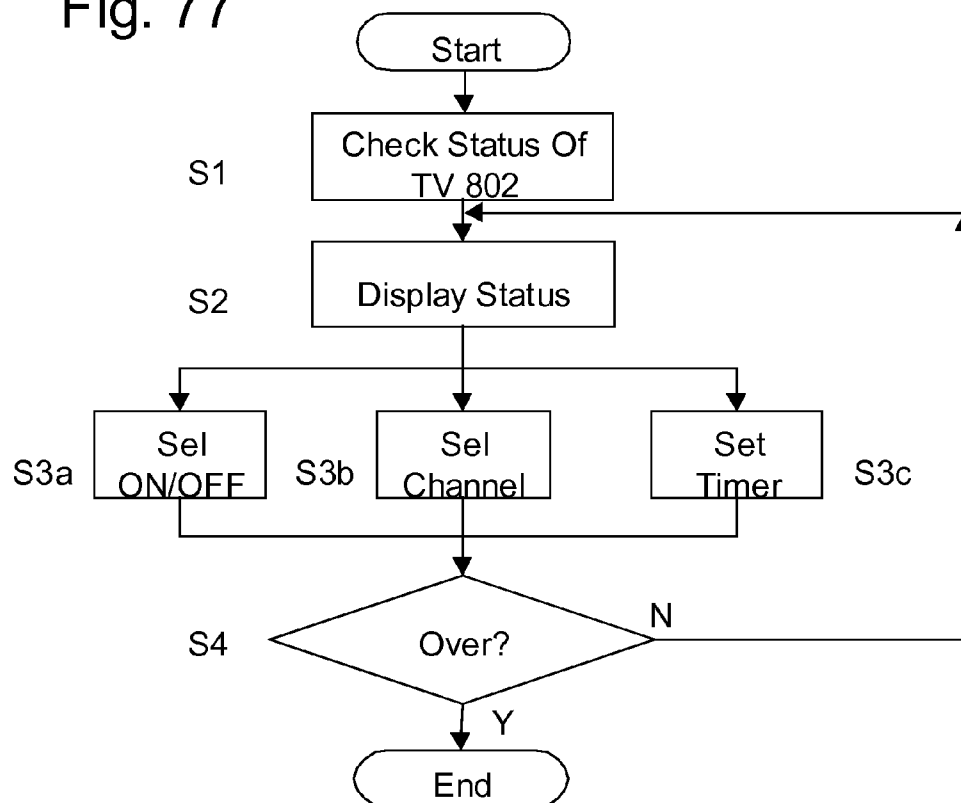 Fig. 77
Start
S1
Check Status Of
TV 802
S2
Display Status
S3a
Sel
ON/OFF
S3b
Sel
Channel
Set
Timer
S3c
S4
Over?
N
Y
End